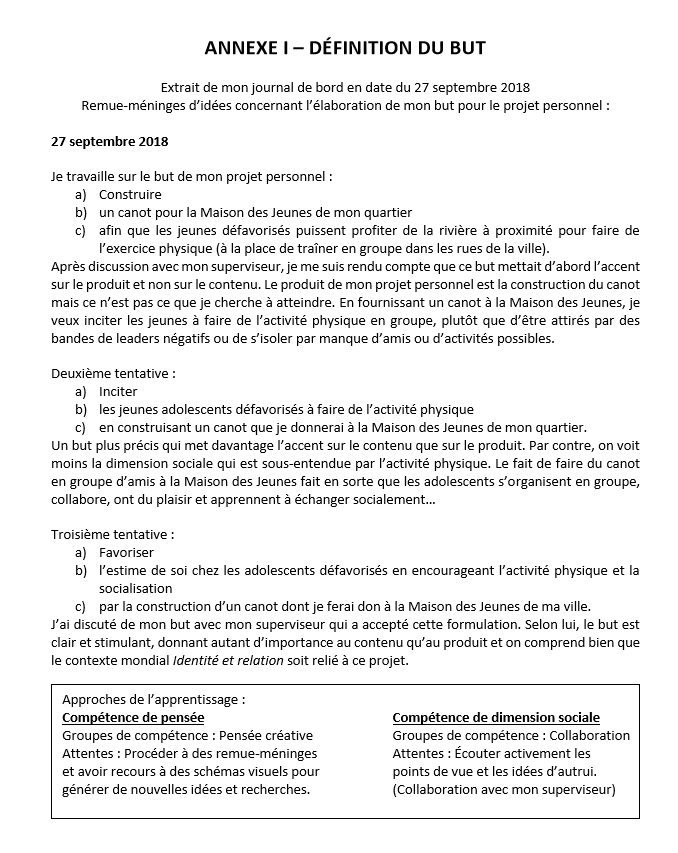 ANNEXE I – DÉFINITION DU BUT
Extrait de mon journal de bord en date du 27 septembre 2018
Remue-méninges d’idées concernant l’élaboration de mon but pour le projet personnel :
27 septembre 2018
Je travaille sur le but de mon projet personnel :
a) Construire
b) un canot pour la Maison des Jeunes de mon quartier
c) afin que les jeunes défavorisés puissent profiter de la rivière à proximité pour faire de
l’exercice physique (à la place de traîner en groupe dans les rues de la ville).
Après discussion avec mon superviseur, je me suis rendu compte que ce but mettait d’abord l’accent
sur le produit et non sur le contenu. Le produit de mon projet personnel est la construction du canot
mais ce n’est pas ce que je cherche à atteindre. En fournissant un canot à la Maison des Jeunes, je
veux inciter les jeunes à faire de l’activité physique en groupe, plutôt que d’être attirés par des
bandes de leaders négatifs ou de s’isoler par manque d’amis ou d’activités possibles.
Deuxième tentative :
a) Inciter
b) les jeunes adolescents défavorisés à faire de l’activité physique
c) en construisant un canot que je donnerai à la Maison des Jeunes de mon quartier.
Un but plus précis qui met davantage l’accent sur le contenu que sur le produit. Par contre, on voit
moins la dimension sociale qui est sous-entendue par l’activité physique. Le fait de faire du canot
en groupe d’amis à la Maison des Jeunes fait en sorte que les adolescents s’organisent en groupe,
collabore, ont du plaisir et apprennent à échanger socialement…
Troisième tentative :
a) Favoriser
b) l’estime de soi chez les adolescents défavorisés en encourageant l’activité physique et la
socialisation
c) par la construction d’un canot dont je ferai don à la Maison des Jeunes de ma ville.
J’ai discuté de mon but avec mon superviseur qui a accepté cette formulation. Selon lui, le but est
clair et stimulant, donnant autant d’importance au contenu qu’au produit et on comprend bien que
le contexte mondial Identité et relation soit relié à ce projet.
Approches de l’apprentissage :
Compétence de pensée
Groupes de compétence : Pensée créative
Attentes : Procéder à des remue-méninges
et avoir recours à des schémas visuels pour
générer de nouvelles idées et recherches.
Compétence de dimension sociale
Groupes de compétence : Collaboration
Attentes : Écouter activement les
points de vue et les idées d’autrui.
(Collaboration avec mon superviseur)